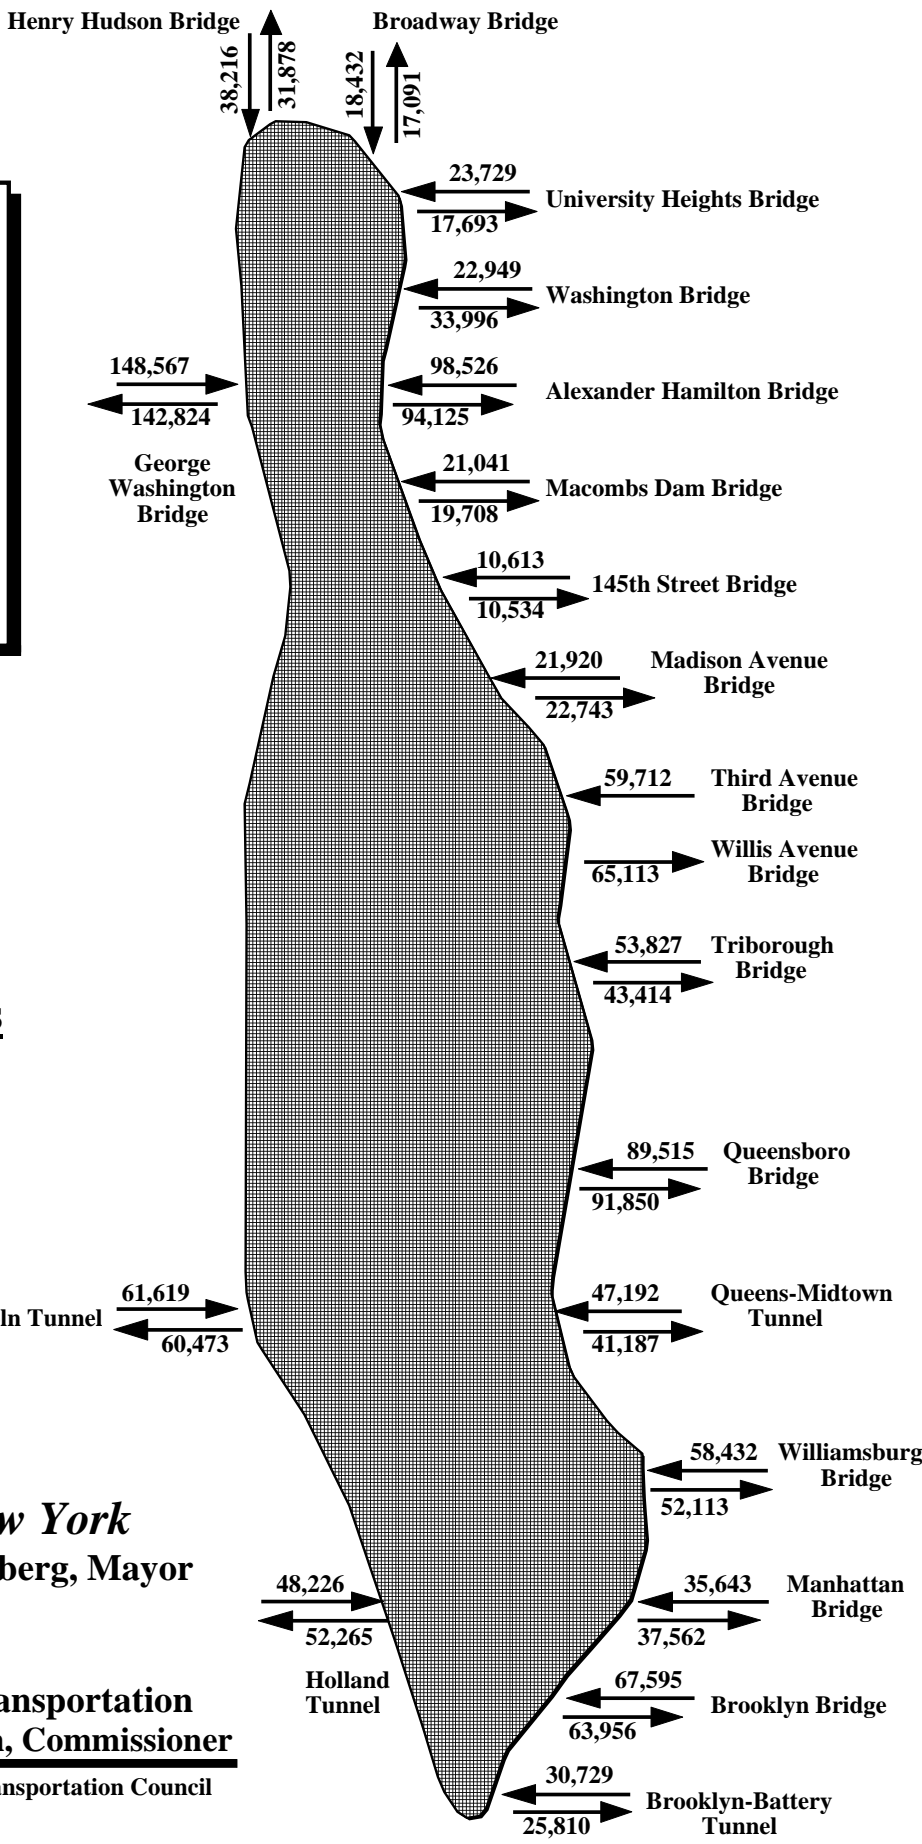 Henry Hudson Bridge
Broadway Bridge
38,216
31,878
18,432
17,091
23,729
University Heights Bridge
17,693
22,949
Washington Bridge
33,996
148,567
142,824
George
Washington
Bridge
98,526
Alexander Hamilton Bridge
94,125
21,041
Macombs Dam Bridge
19,708
10,613
145th Street Bridge
10,534
21,920
Madison Avenue
Bridge
22,743
59,712
Third Avenue
Bridge
Willis Avenue
Bridge
65,113
53,827
Triborough
Bridge
43,414
s
89,515
Queensboro
Bridge
91,850
61,619
ln Tunnel
60,473
47,192
Queens-Midtown
Tunnel
41,187
58,432
Williamsburg
Bridge
52,113
w York
berg, Mayor
48,226
52,265
Holland
Tunnel
35,643
Manhattan
Bridge
37,562
67,595
Brooklyn Bridge
63,956
ansportation
, Commissioner
ansportation Council
30,729
Brooklyn-Battery
Tunnel
25,810